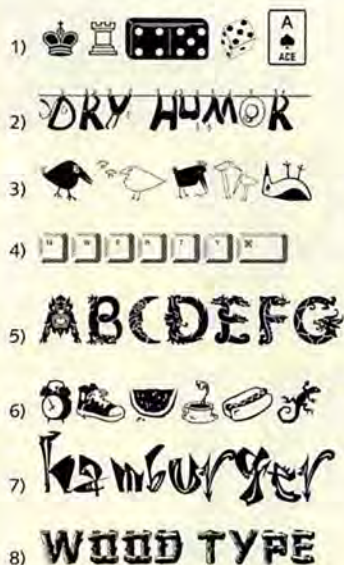 1) A ACE
2) DRY HUMOR
3)
4)
5) ABCDEFG
6)
7) hamburger
8) WOOD TYPE